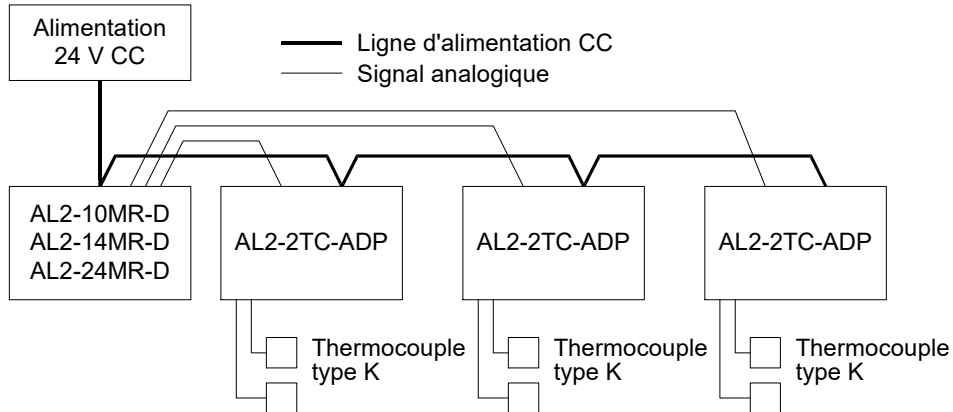 Alimentation
24 V CC
Ligne d'alimentation CC
Signal analogique
AL2-10MR-D
AL2-14MR-D
AL2-24MR-D
AL2-2TC-ADP
AL2-2TC-ADP
AL2-2TC-ADP
Thermocouple
type K
Thermocouple
type K
Thermocouple
type K